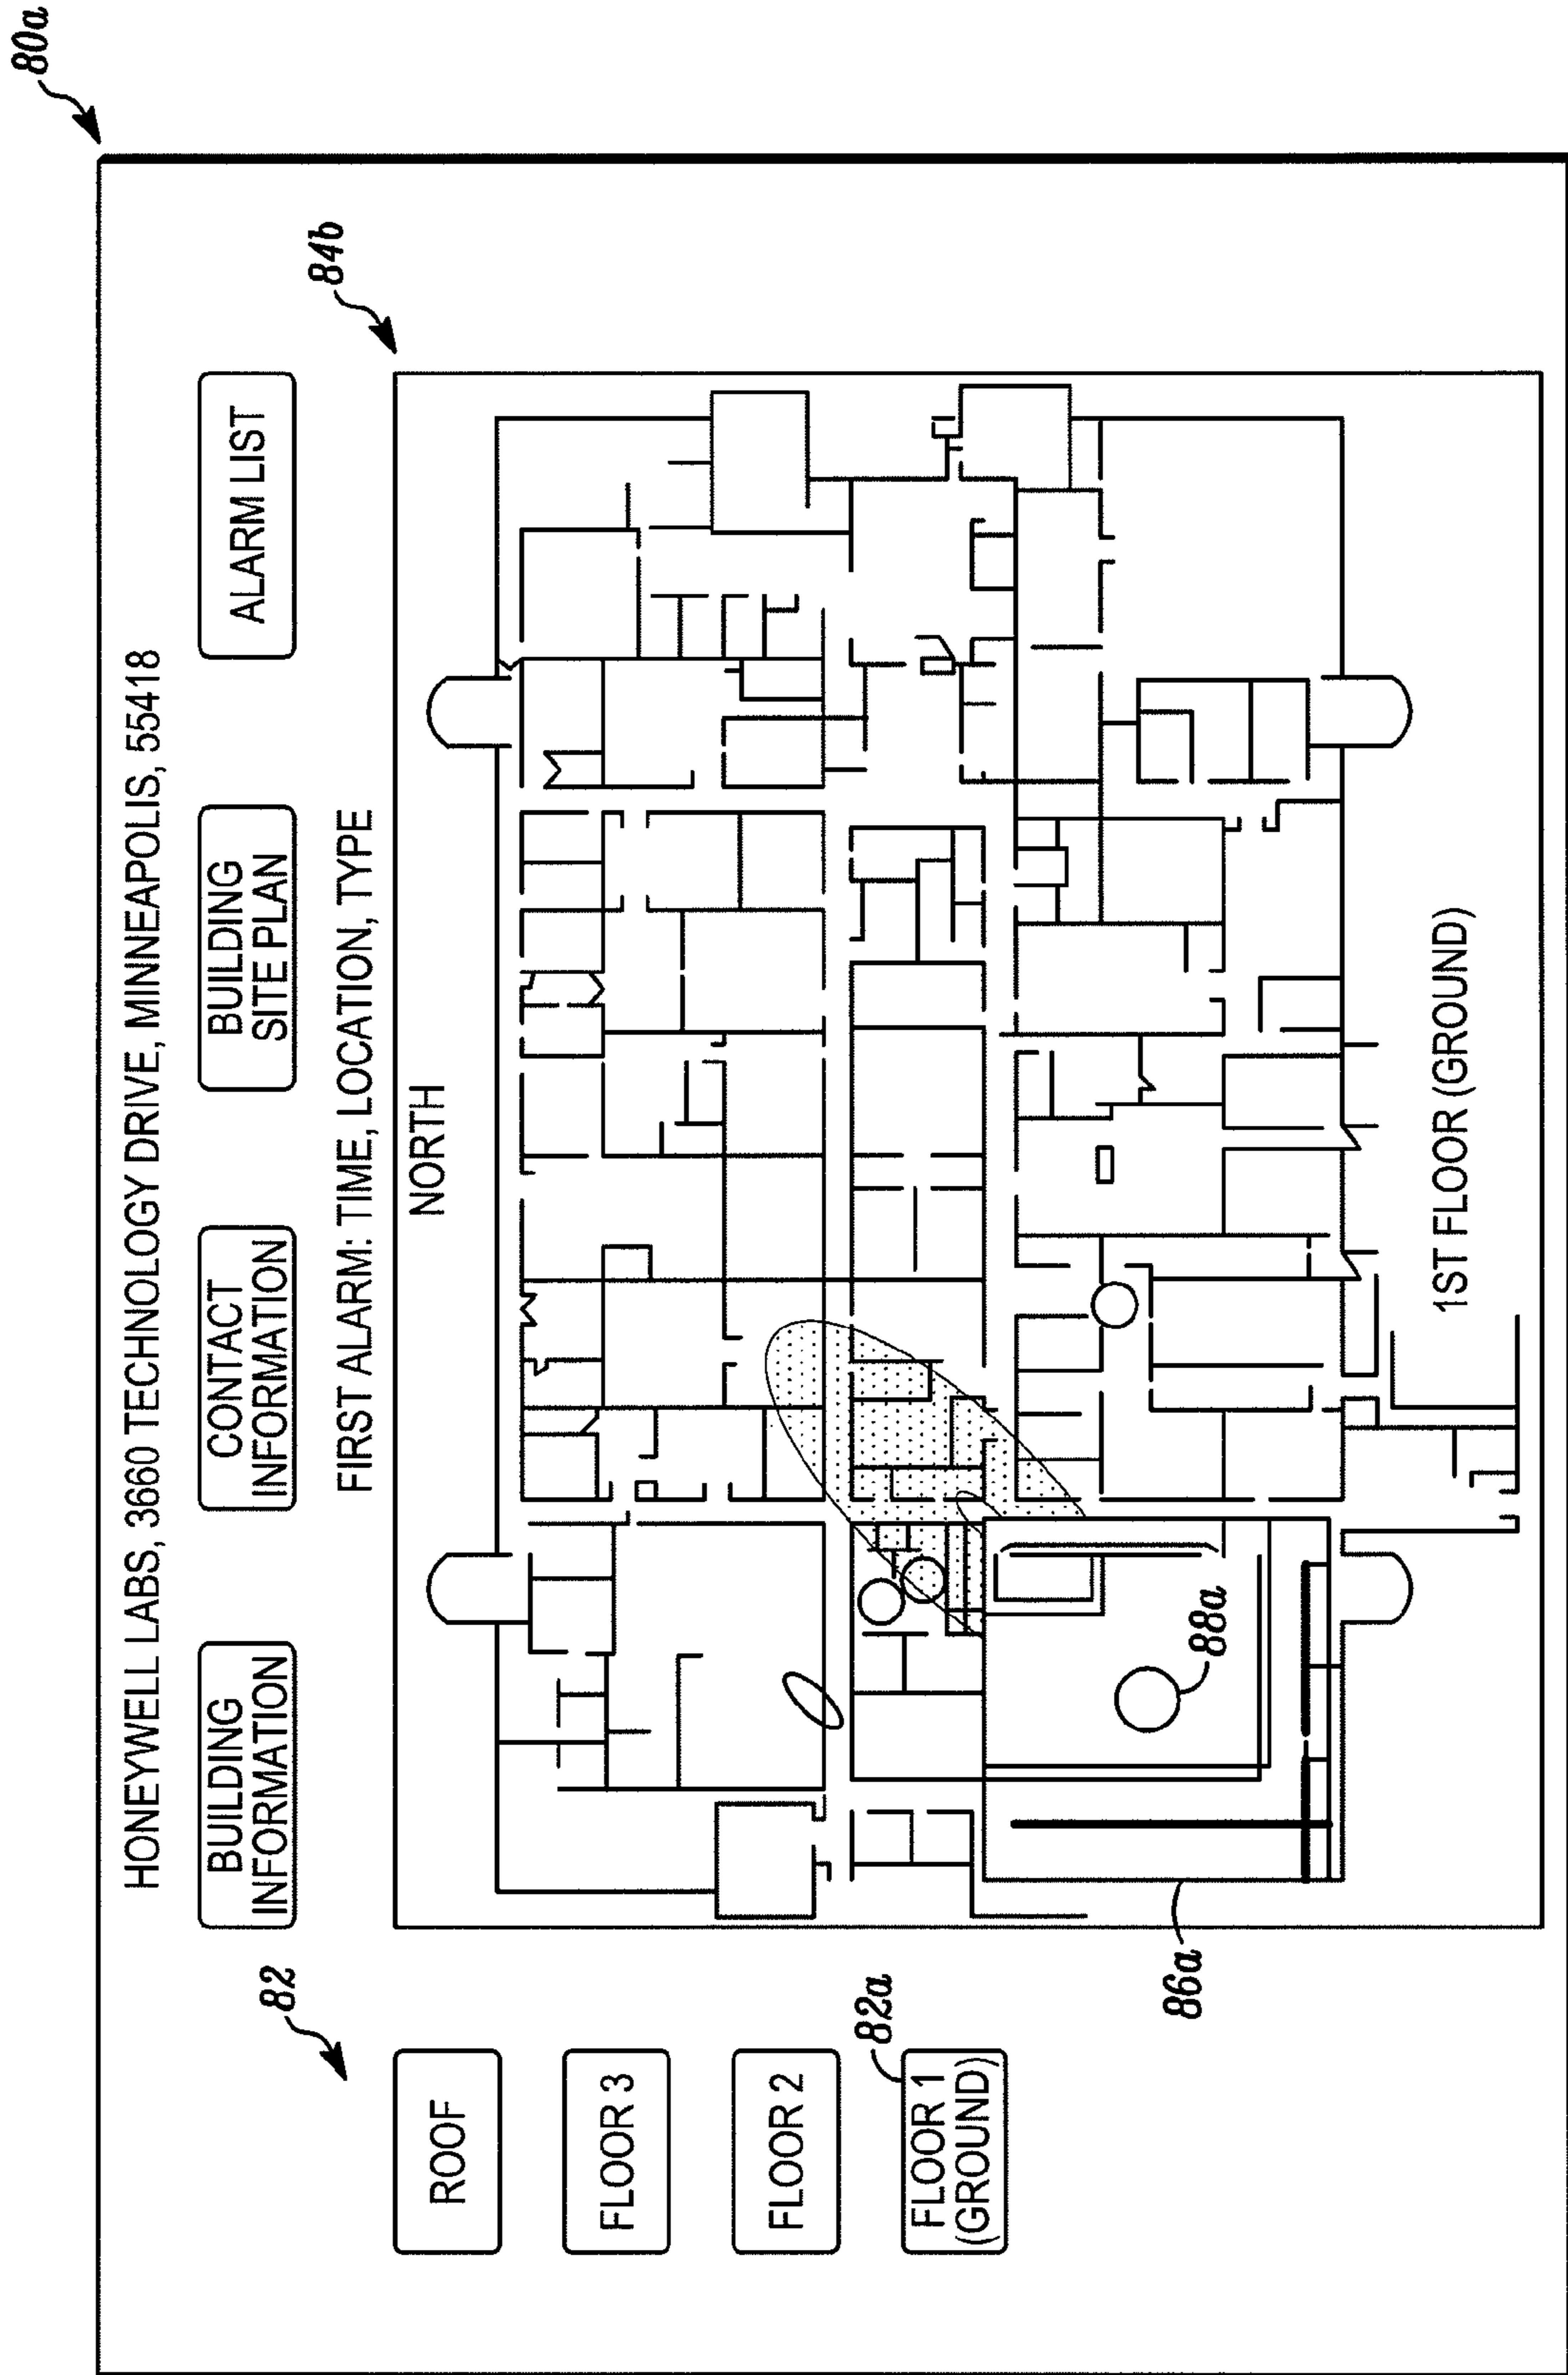 80a
HONEYWELL LABS, 3660 TECHNOLOGY DRIVE, MINNEAPOLIS, 55418
BUILDING
INFORMATION
CONTACT
INFORMATION
BUILDING
SITE PLAN
ALARM LIST
82
FIRST ALARM: TIME, LOCATION, TYPE
84b
ROOF
NORTH
FLOOR 3
FLOOR 2
82a
FLOOR 1
(GROUND)
86a
88a
1ST FLOOR (GROUND)